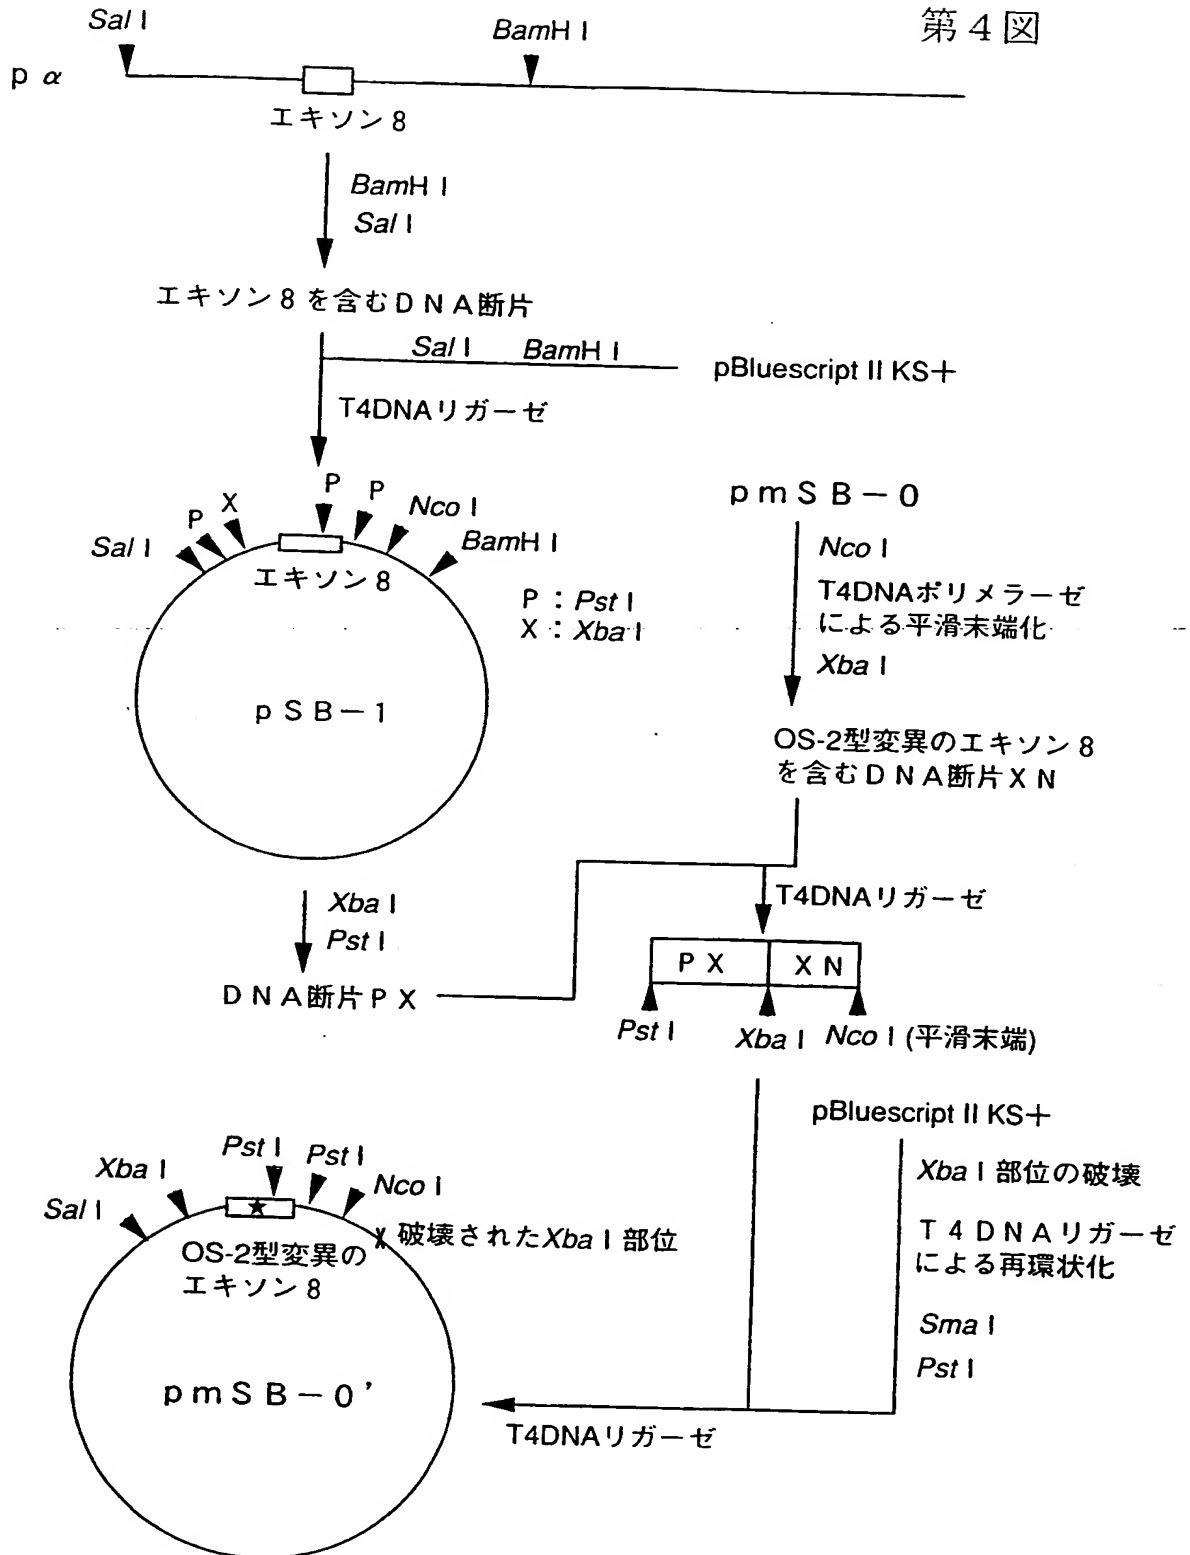 第4図
Sal I
BamH I
p α
エキソン8
BamH I
Sal I
エキソン8を含むDNA断片
Sal I BamH I
pBluescript II KS+
T4DNAリガーゼ
Sal I
P
X
P
P
Nco I
BamH I
エキソン8
P：Pst I
X：Xba I
pSB-1
pmSB-0
Nco I
T4DNAポリメラーゼ
による平滑末端化
Xba I
OS-2型変異のエキソン8
を含むDNA断片XN
Xba I
Pst I
DNA断片PX
T4DNAリガーゼ
PX
XN
Pst I
Xba I
Nco I (平滑末端)
pBluescript II KS+
Xba I 部位の破壊
T4DNAリガーゼ
による再環状化
Sma I
Pst I
T4DNAリガーゼ
Sal I
Xba I
Pst I
Pst I
Nco I
X 破壊されたXba I 部位
OS-2型変異の
エキソン8
pmSB-0'